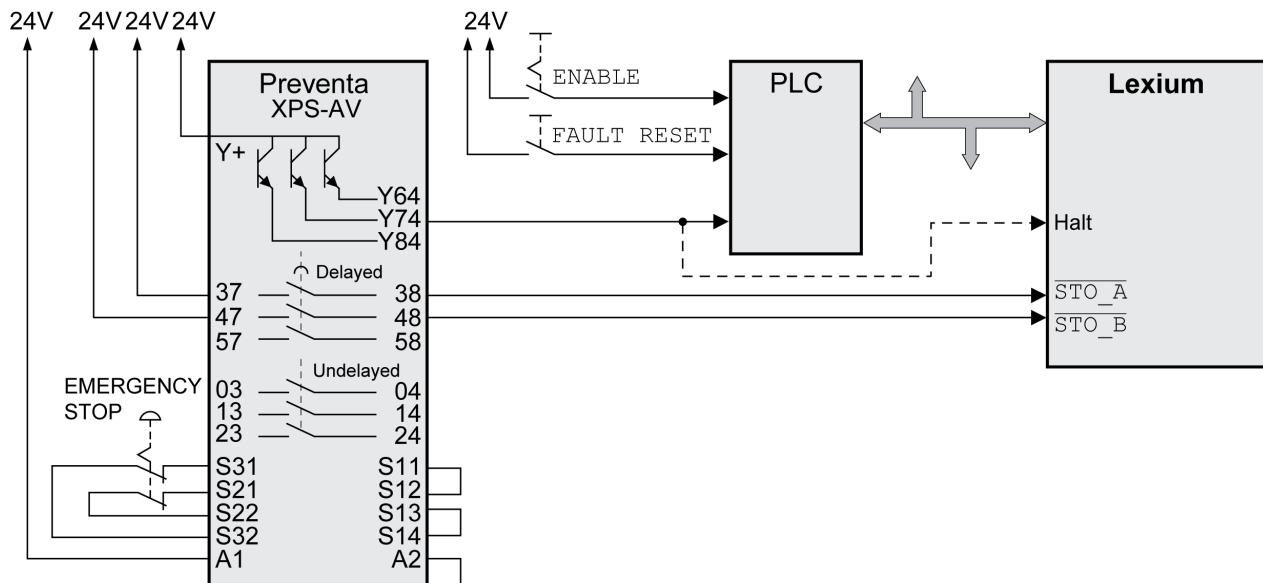 24V 24V 24V 24V 24V
Preventa
XPS-AV
PLC
Lexium
ENABLE
FAULT RESET
Y+
Y64
Y74
Y84
Halt
Delayed
37 38
47 48
57 58
STO_A
STO_B
Undelayed
03 04
13 14
23 24
EMERGENCY
STOP
S31 S11
S21 S12
S22 S13
S32 S14
A1 A2